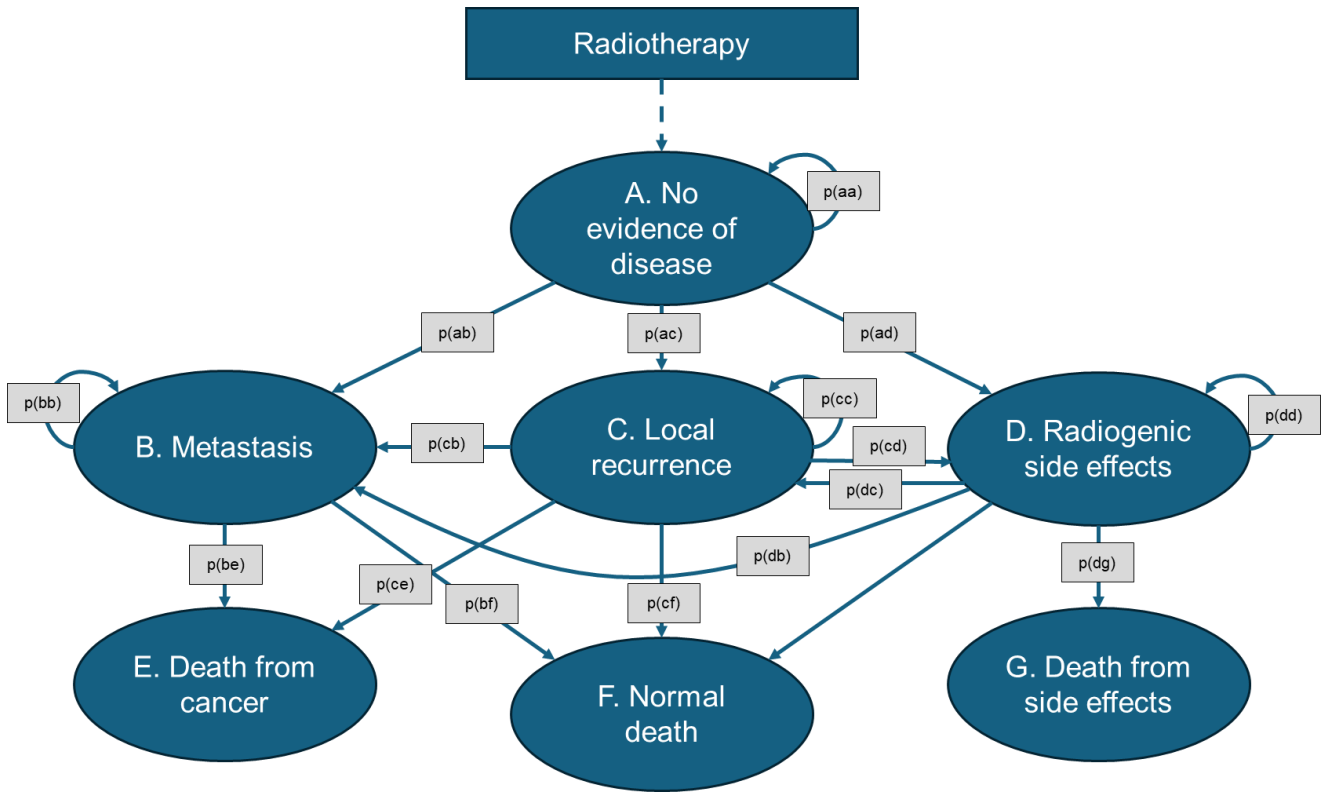 Radiotherapy
A. No
evidence of
disease
p(aa)
p(ab)
p(ac)
p(ad)
p(bb)
B. Metastasis
p(cb)
C. Local
recurrence
p(cc)
p(cd)
p(dc)
D. Radiogenic
side effects
p(dd)
p(be)
p(ce)
p(bf)
p(cf)
p(db)
p(dg)
E. Death from
cancer
F. Normal
death
G. Death from
side effects